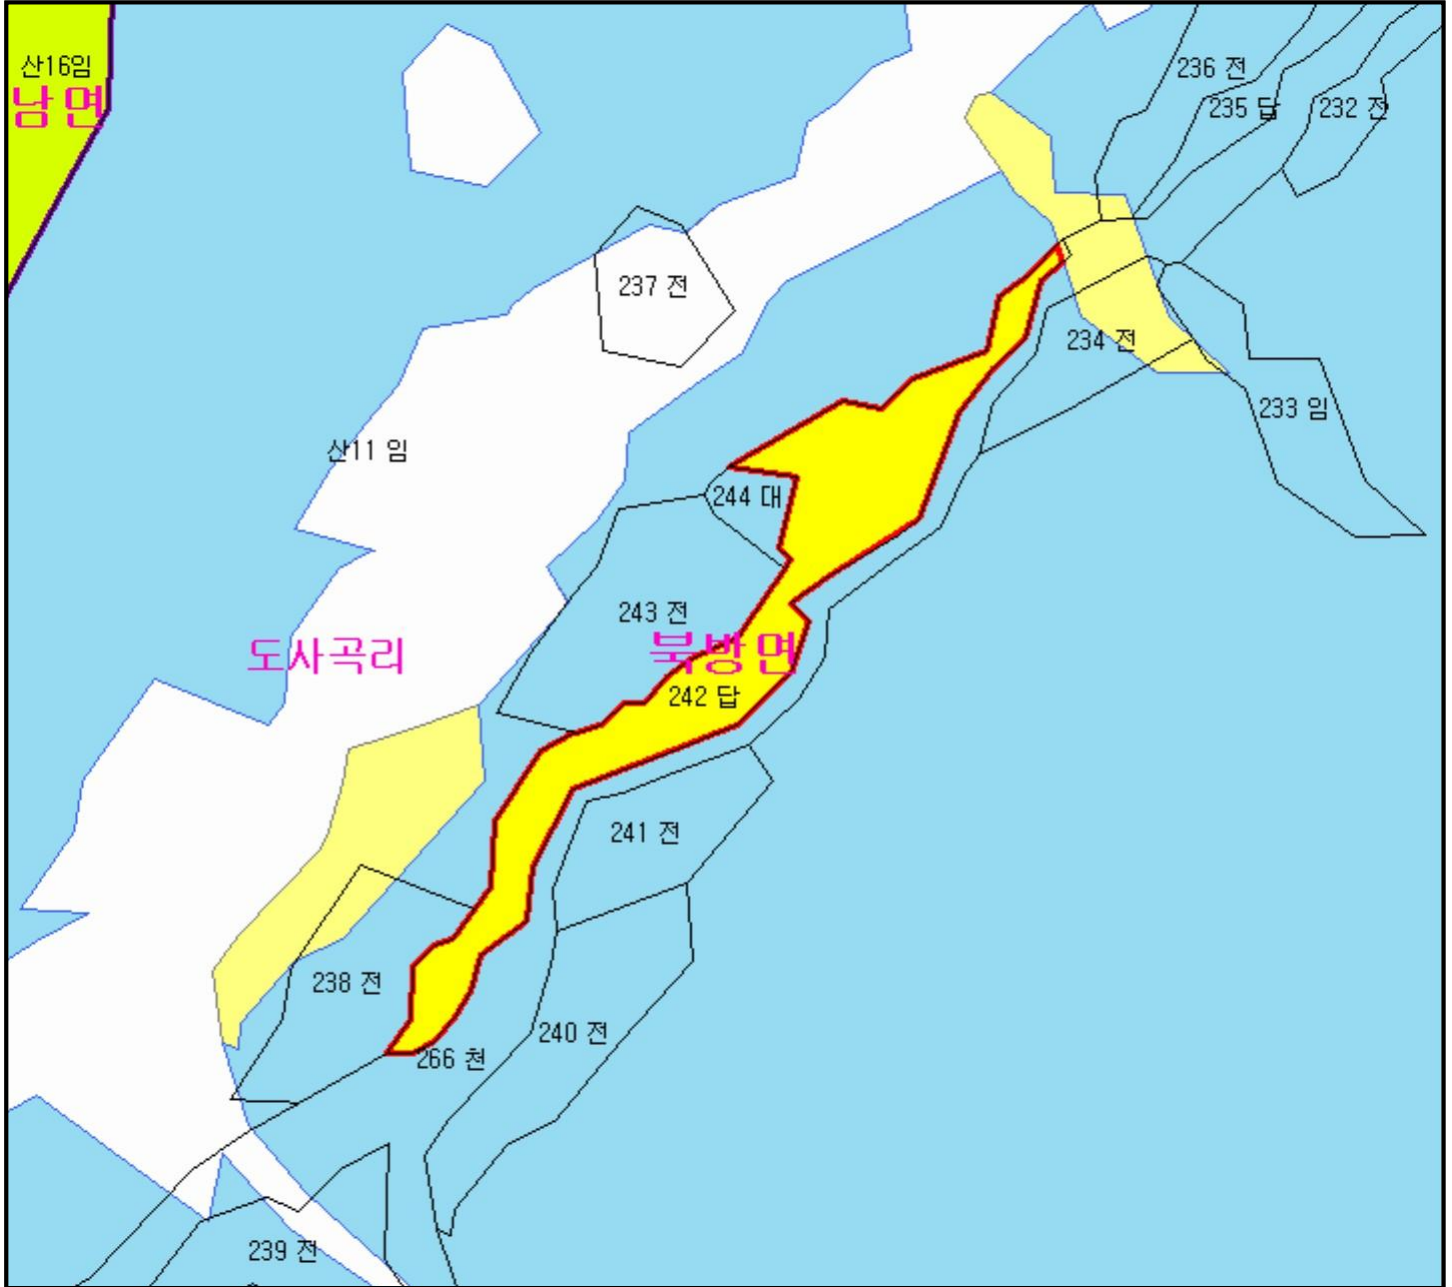 산16임
남면
236 전
235 답
232 전
237 전
234 전
233 임
산11 임
244 대
243 전
도사곡리
북방면
242 답
241 전
238 전
240 전
266 천
239 전